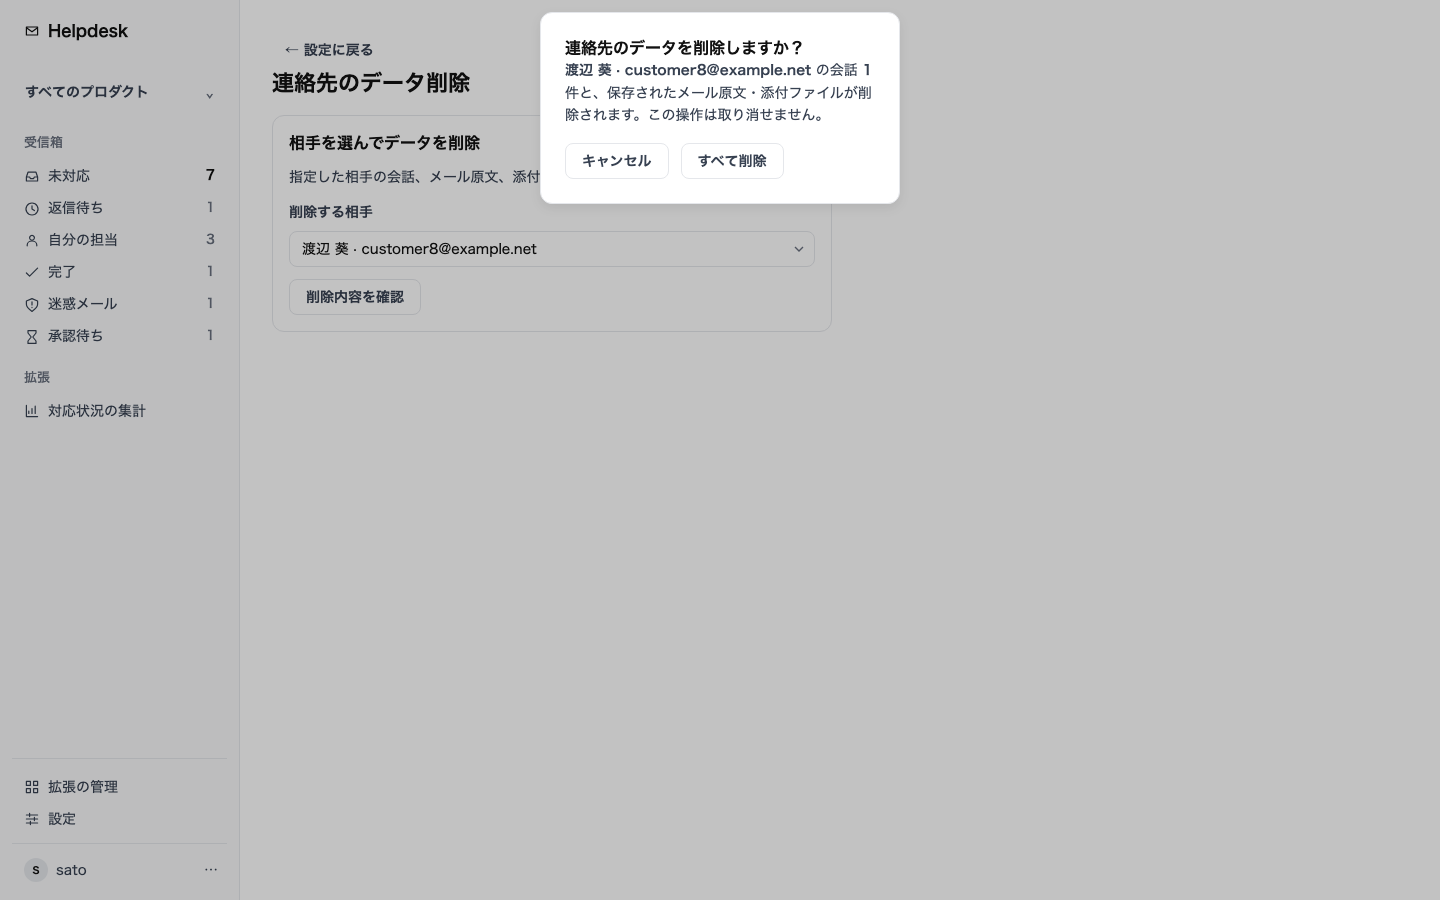 Helpdesk
すべてのプロダクト
受信箱
未対応 7
返信待ち 1
自分の担当 3
完了 1
迷惑メール 1
承認待ち 1
拡張
対応状況の集計
拡張の管理
設定
S sato …
← 設定に戻る
連絡先のデータ削除
相手を選んでデータを削除
指定した相手の会話、メール原文、添付
削除する相手
渡辺 葵 · customer8@example.net
削除内容を確認
連絡先のデータを削除しますか？
渡辺 葵 · customer8@example.net の会話 1
件と、保存されたメール原文・添付ファイルが削
除されます。この操作は取り消せません。
キャンセル すべて削除